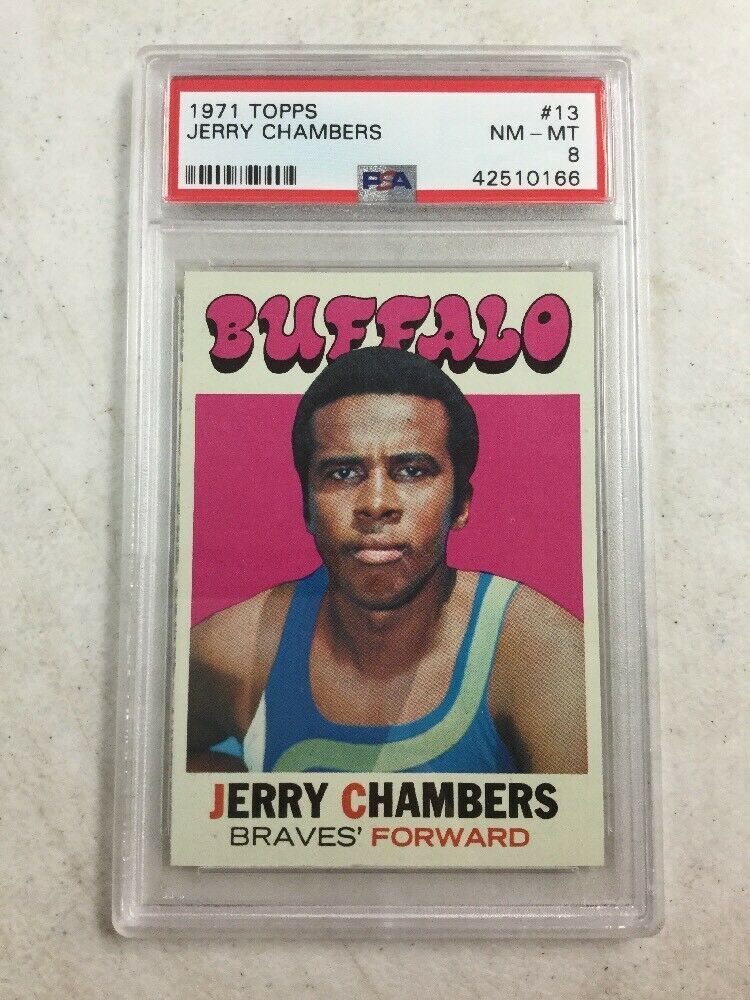 1971 TOPPS #13
JERRY CHAMBERS NM - MT
8
PSA 42510166
BUFFALO
JERRY CHAMBERS
BRAVES' FORWARD